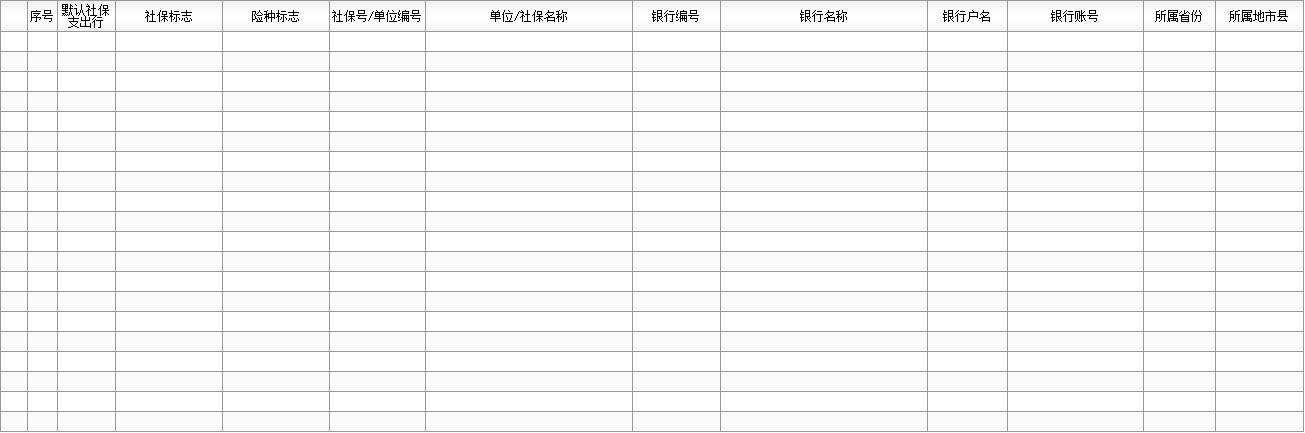 序号
默认社保
支出行
社保标志
险种标志
社保号/单位编号
单位/社保名称
银行编号
银行名称
银行户名
银行账号
所属省份
所属地市县